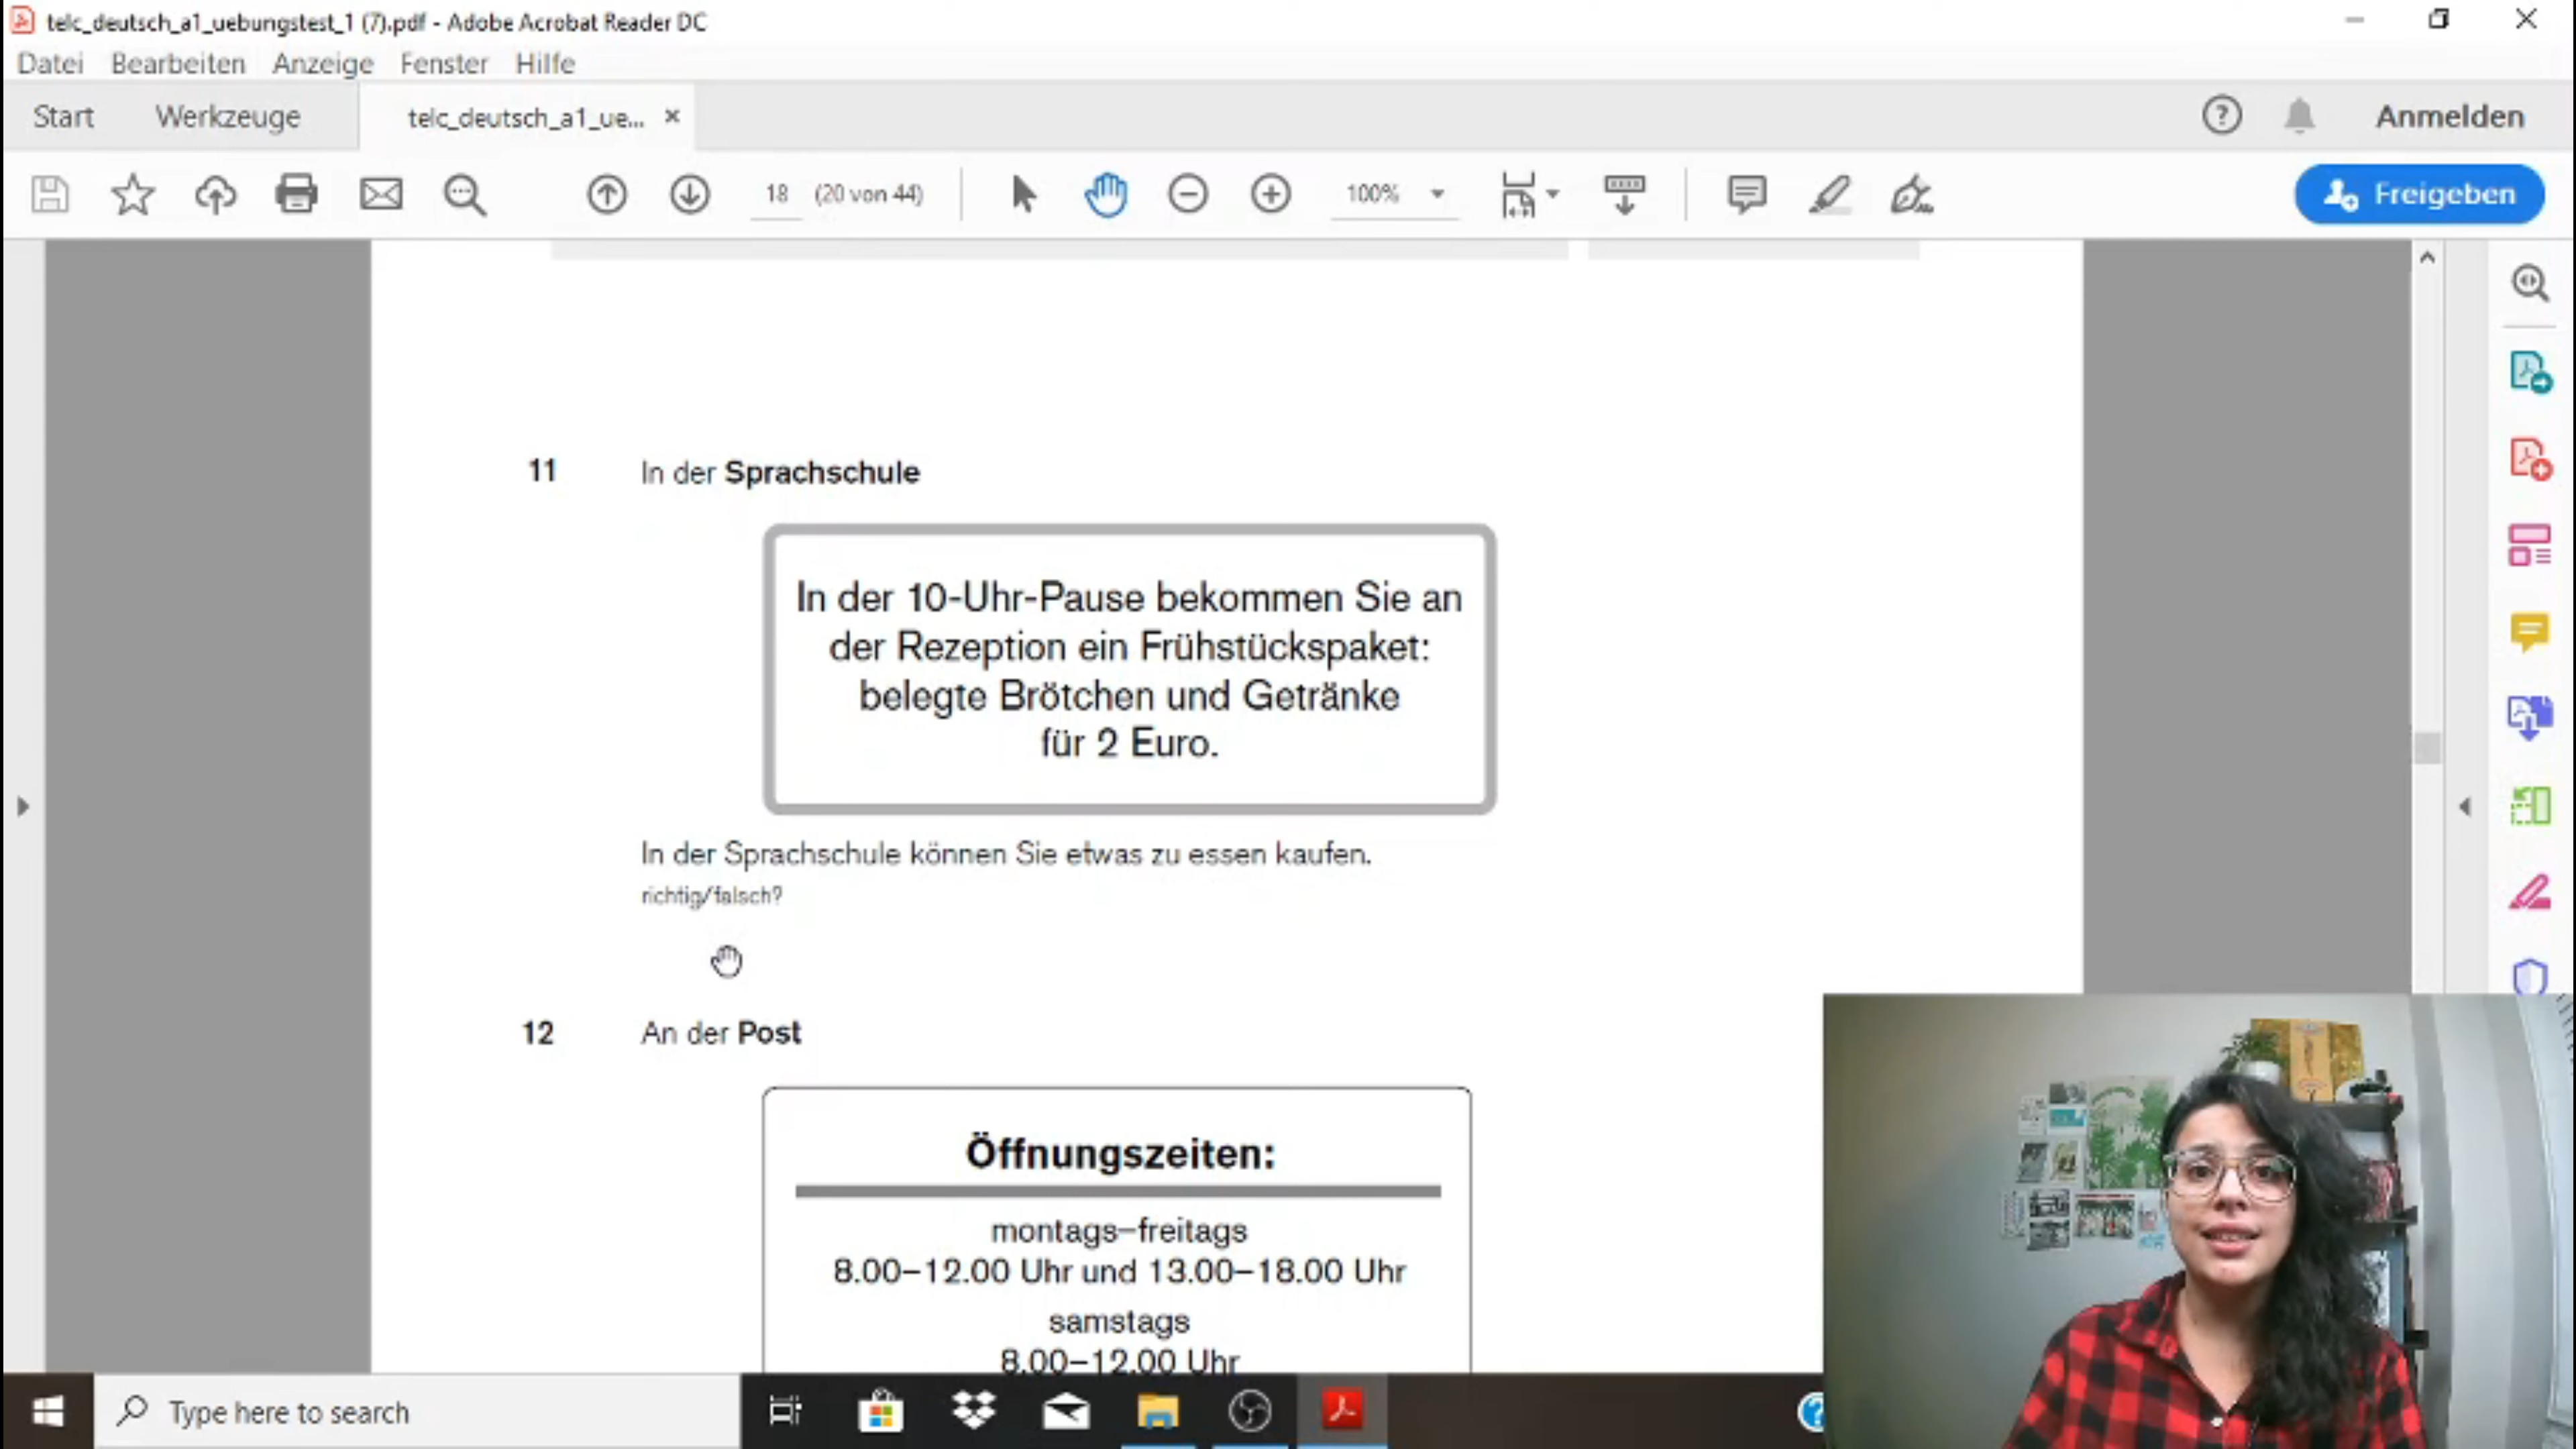 telc_deutsch_a1_uebungstest_1 (7).pdf - Adobe Acrobat Reader DC
Datei Bearbeiten Anzeige Fenster Hilfe
Start Werkzeuge telc_deutsch_a1_ue... Anmelden
18 (20 von 44) 100% Freigeben
11 In der Sprachschule
In der 10-Uhr-Pause bekommen Sie an
der Rezeption ein Frühstückspaket:
belegte Brötchen und Getränke
für 2 Euro.
In der Sprachschule können Sie etwas zu essen kaufen.
richtig/falsch?
12 An der Post
Öffnungszeiten:
montags–freitags
8.00–12.00 Uhr und 13.00–18.00 Uhr
samstags
8.00–12.00 Uhr
Type here to search